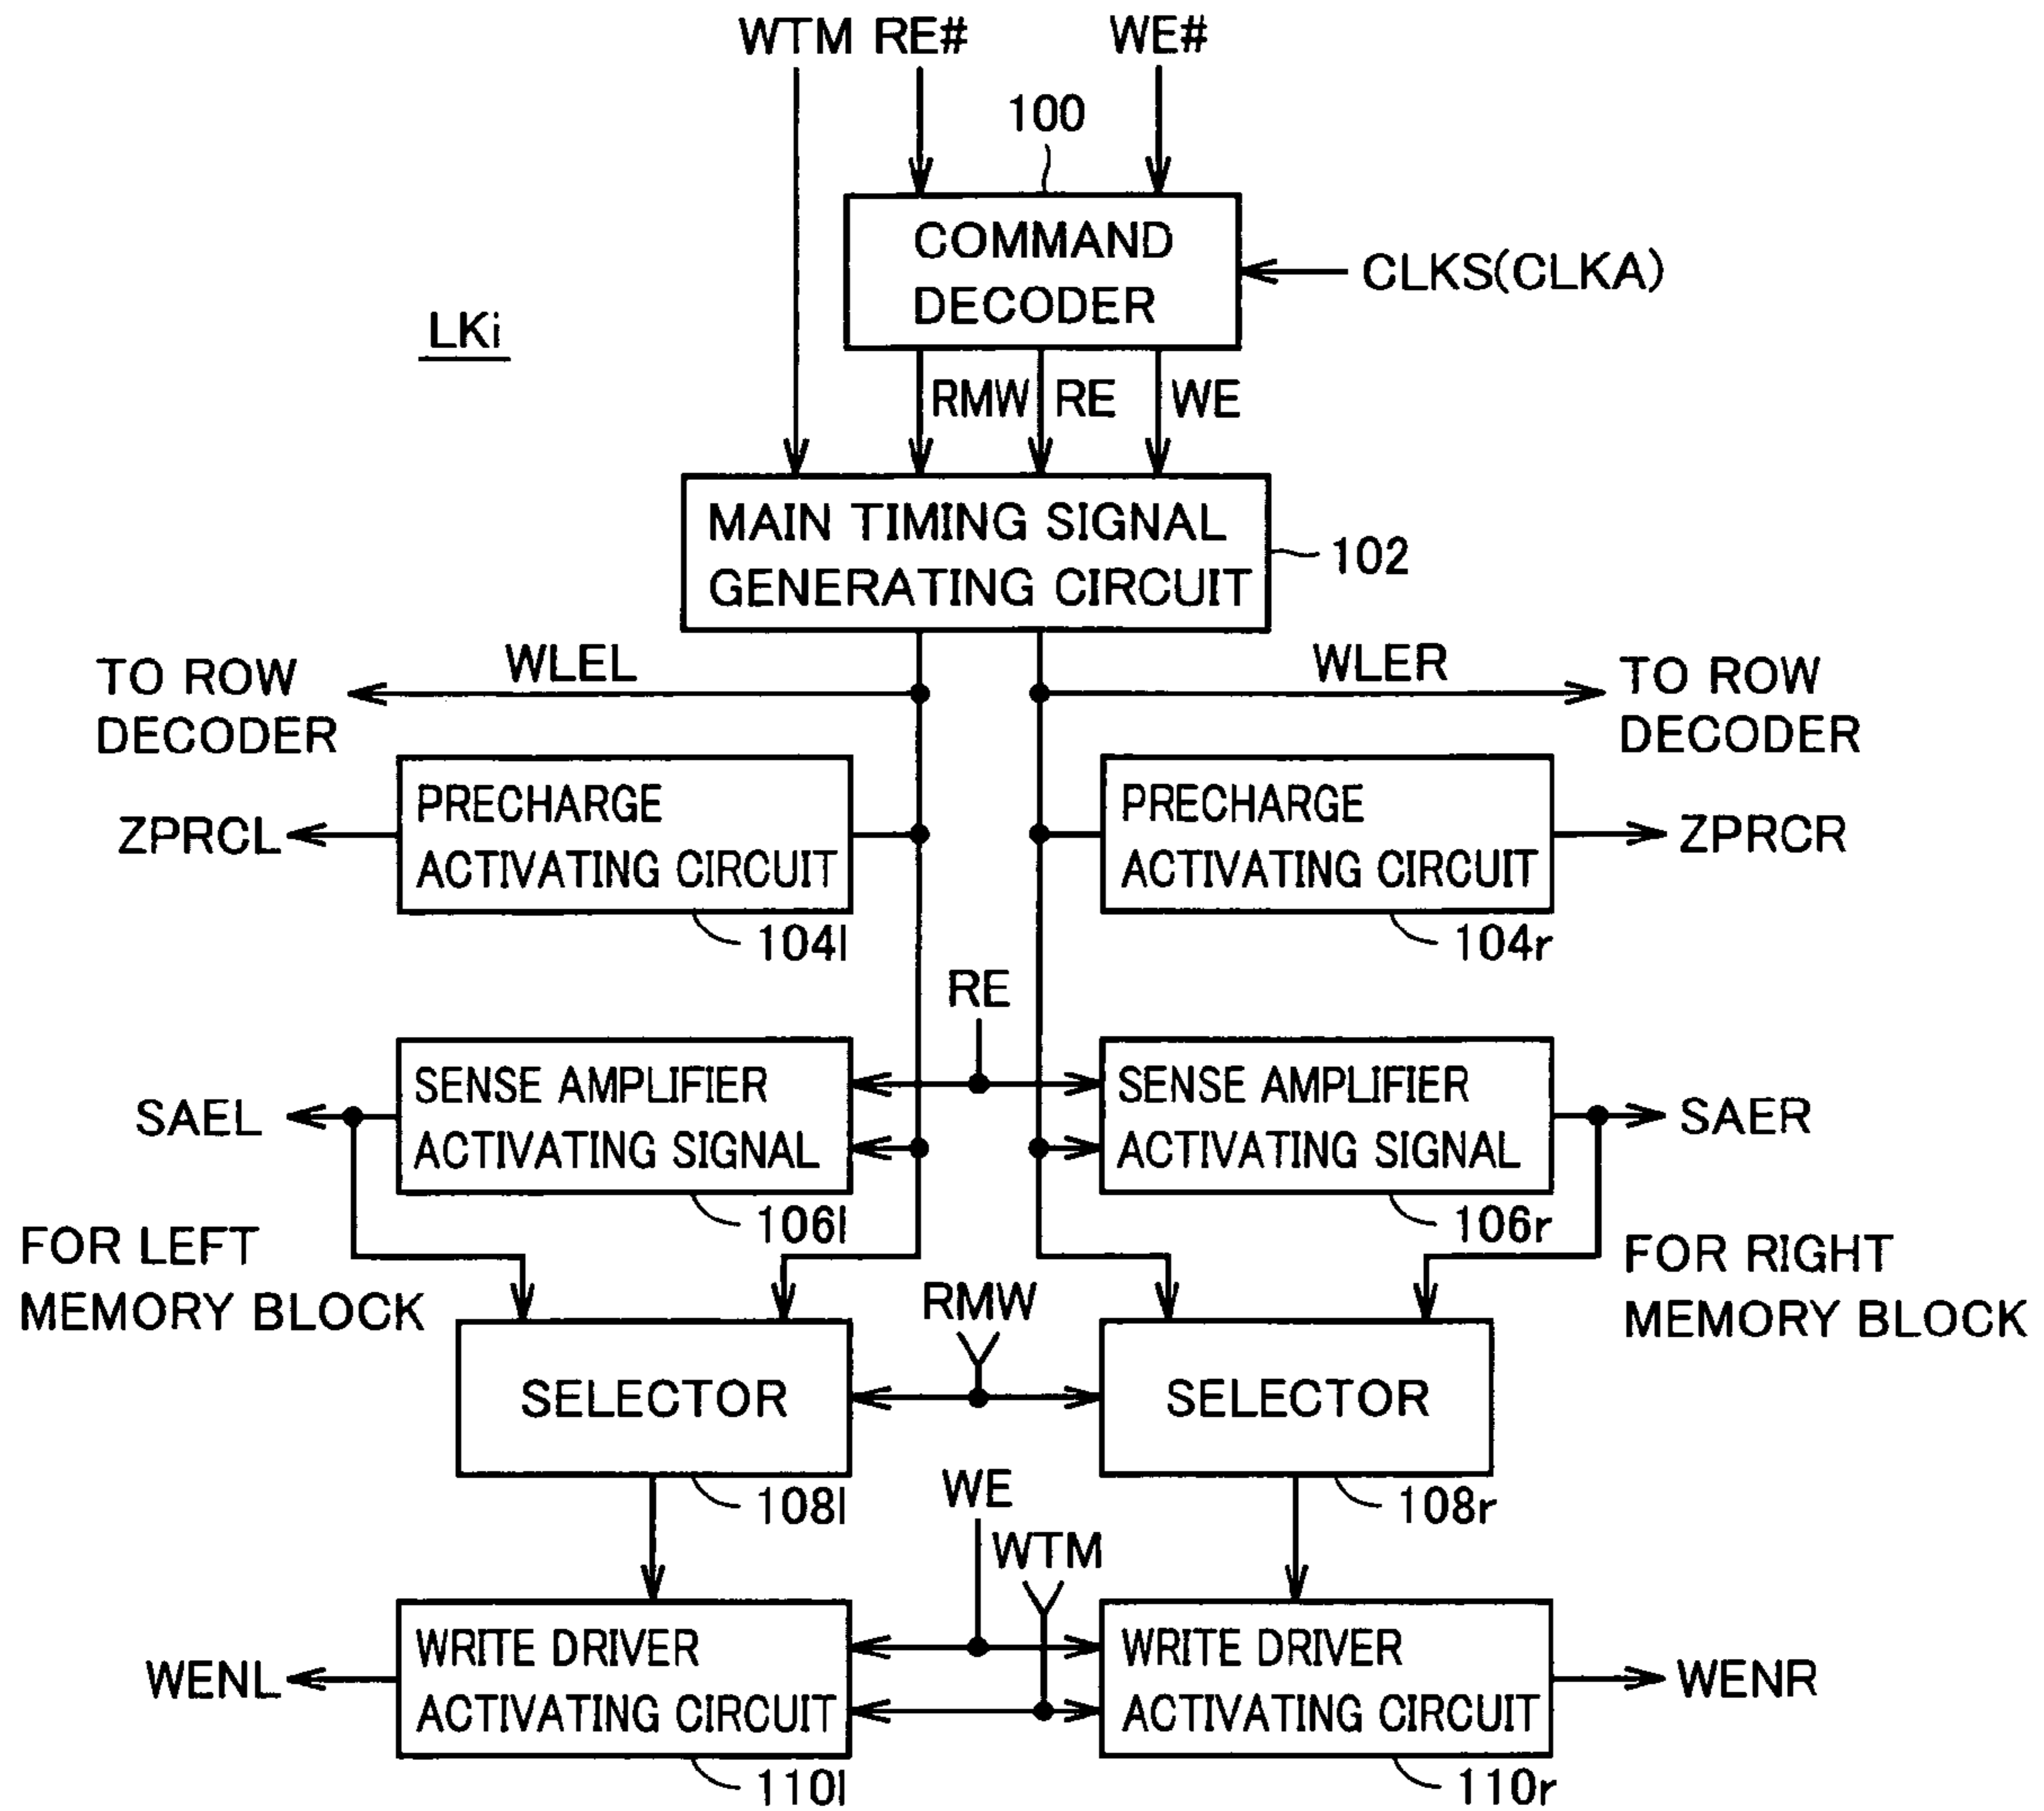 WTM RE# WE#
100
COMMAND
DECODER
CLKS(CLKA)
LKi
RMW RE WE
MAIN TIMING SIGNAL
GENERATING CIRCUIT
102
WLEL
WLER
TO ROW
DECODER
TO ROW
DECODER
PRECHARGE
ACTIVATING CIRCUIT
ZPRCL
104l
PRECHARGE
ACTIVATING CIRCUIT
ZPRCR
104r
RE
SENSE AMPLIFIER
ACTIVATING SIGNAL
SAEL
106l
SENSE AMPLIFIER
ACTIVATING SIGNAL
SAER
106r
FOR LEFT
MEMORY BLOCK
FOR RIGHT
MEMORY BLOCK
RMW
SELECTOR
108l
SELECTOR
108r
WE
WTM
WRITE DRIVER
ACTIVATING CIRCUIT
WENL
110l
WRITE DRIVER
ACTIVATING CIRCUIT
WENR
110r